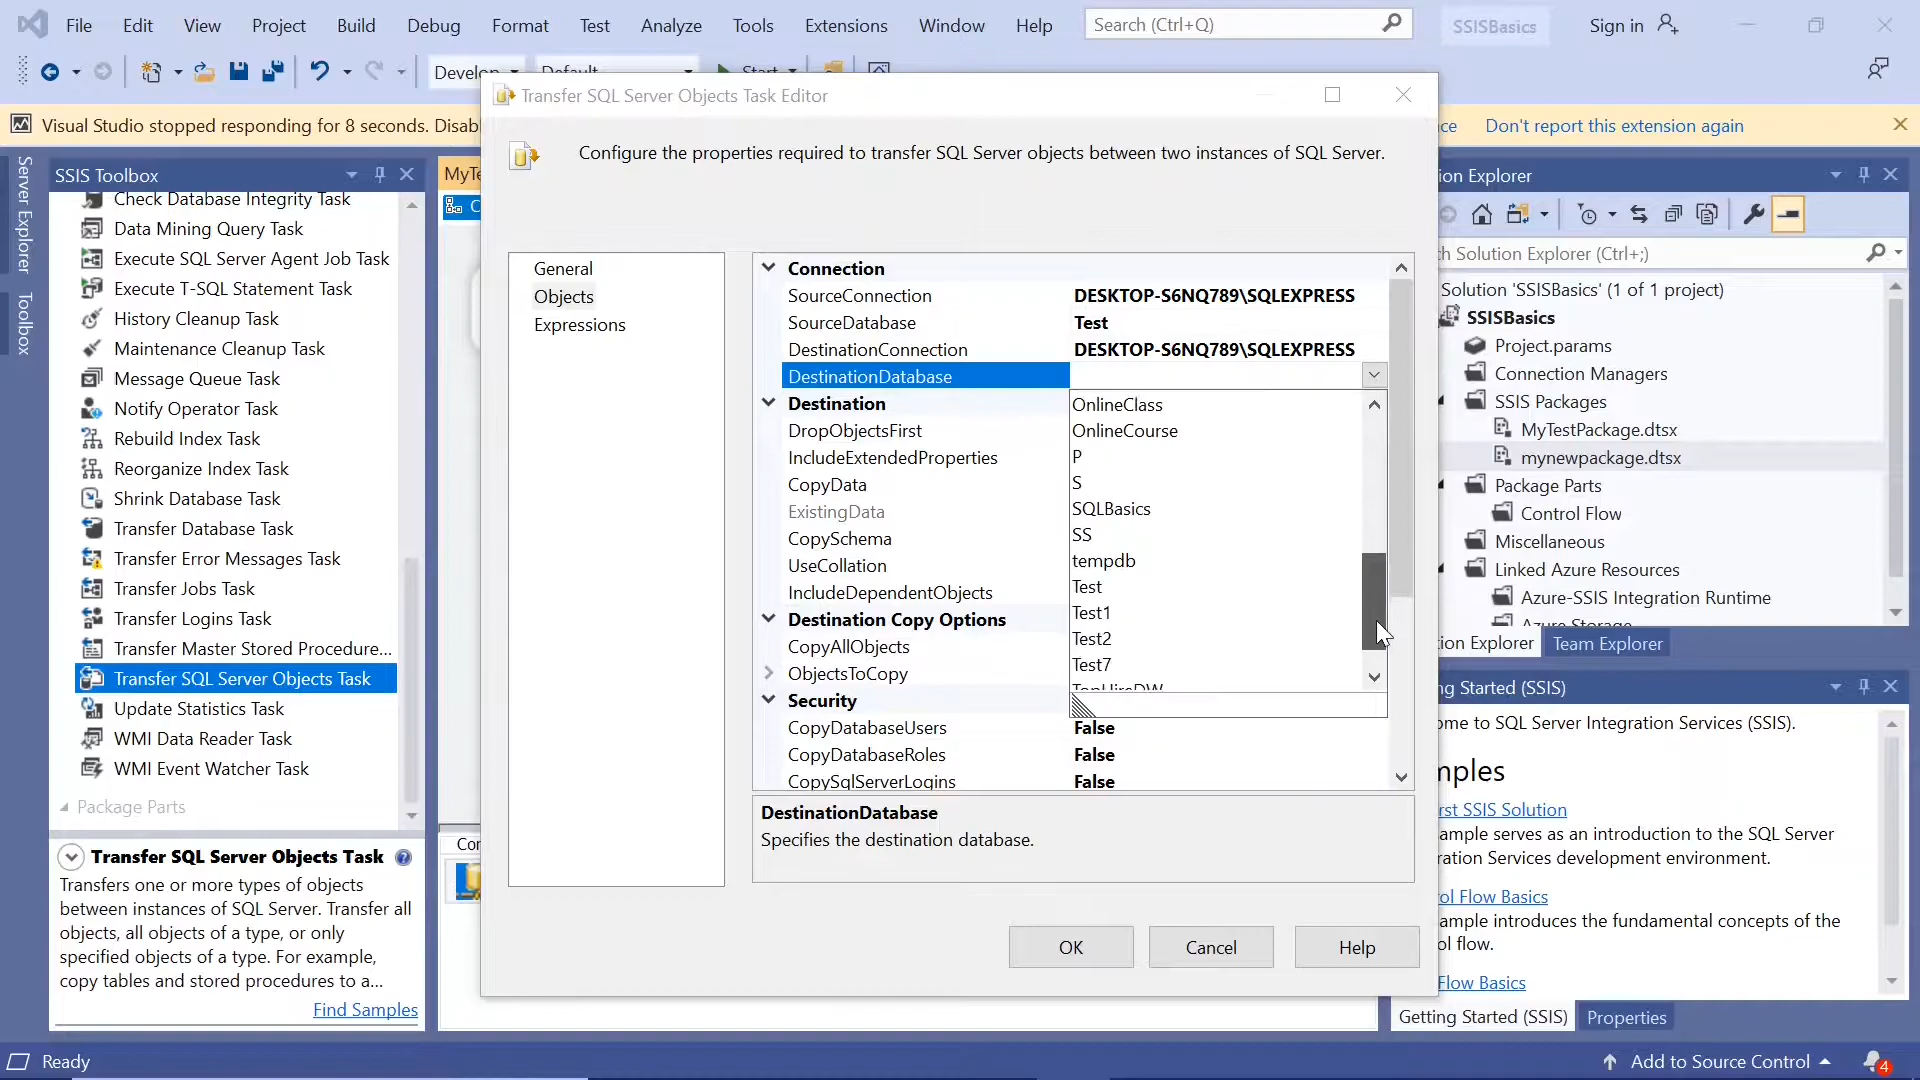 File Edit View Project Build Debug Format Test Analyze Tools Extensions Window Help Search (Ctrl+Q) SSISBasics Sign in
Default
Start
Visual Studio stopped responding for 8 seconds.
Don't report this extension again
Transfer SQL Server Objects Task Editor
Configure the properties required to transfer SQL Server objects between two instances of SQL Server.
Server Explorer
Toolbox
SSIS Toolbox
Check Database Integrity Task
Data Mining Query Task
Execute SQL Server Agent Job Task
Execute T-SQL Statement Task
History Cleanup Task
Maintenance Cleanup Task
Message Queue Task
Notify Operator Task
Rebuild Index Task
Reorganize Index Task
Shrink Database Task
Transfer Database Task
Transfer Error Messages Task
Transfer Jobs Task
Transfer Logins Task
Transfer Master Stored Procedure...
Transfer SQL Server Objects Task
Update Statistics Task
WMI Data Reader Task
WMI Event Watcher Task
Package Parts
Transfer SQL Server Objects Task
Transfers one or more types of objects
between instances of SQL Server. Transfer all
objects, all objects of a type, or only
specified objects of a type. For example,
copy tables and stored procedures to a...
Find Samples
General
Objects
Expressions
Connection
SourceConnection DESKTOP-S6NQ789\SQLEXPRESS
SourceDatabase Test
DestinationConnection DESKTOP-S6NQ789\SQLEXPRESS
DestinationDatabase
Destination
DropObjectsFirst
IncludeExtendedProperties
CopyData
ExistingData
CopySchema
UseCollation
IncludeDependentObjects
Destination Copy Options
CopyAllObjects
ObjectsToCopy
Security
CopyDatabaseUsers False
CopyDatabaseRoles False
CopySqlServerLogins False
OnlineClass
OnlineCourse
P
S
SQLBasics
SS
tempdb
Test
Test1
Test2
Test7
TopHireDW
DestinationDatabase
Specifies the destination database.
OK Cancel Help
ion Explorer
ch Solution Explorer (Ctrl+;)
Solution 'SSISBasics' (1 of 1 project)
SSISBasics
Project.params
Connection Managers
SSIS Packages
MyTestPackage.dtsx
mynewpackage.dtsx
Package Parts
Control Flow
Miscellaneous
Linked Azure Resources
Azure-SSIS Integration Runtime
Azure Storage
ion Explorer Team Explorer
ng Started (SSIS)
ome to SQL Server Integration Services (SSIS).
mples
rst SSIS Solution
ample serves as an introduction to the SQL Server
ration Services development environment.
ol Flow Basics
ample introduces the fundamental concepts of the
ol flow.
Flow Basics
Getting Started (SSIS) Properties
Ready
Add to Source Control 4